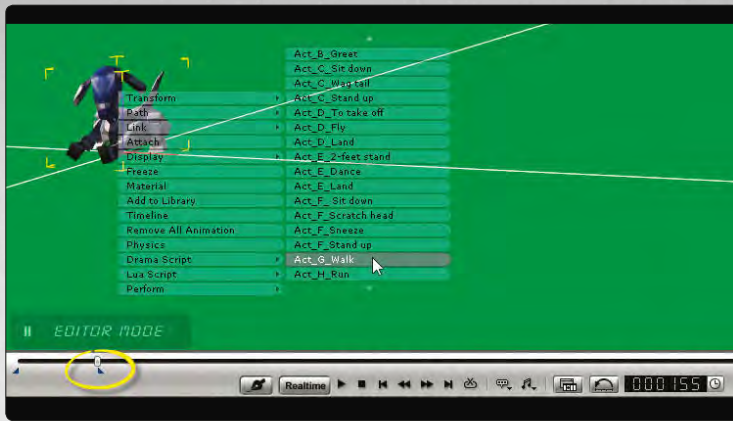 Transform
Path
Link
Attach
Display
Freeze
Material
Add to Library
Timeline
Remove All Animation
Physics
Drama Script
Lua Script
Perform
Act_B_Greet
Act_C_Sit down
Act_C_Wag tail
Act_C_Stand up
Act_D_To take off
Act_D_Fly
Act_D_Land
Act_E_2-feet stand
Act_E_Dance
Act_E_Land
Act_F_Sit down
Act_F_Scratch head
Act_F_Sneeze
Act_F_Stand up
Act_G_Walk
Act_H_Run
EDITOR MODE
Realtime
000155